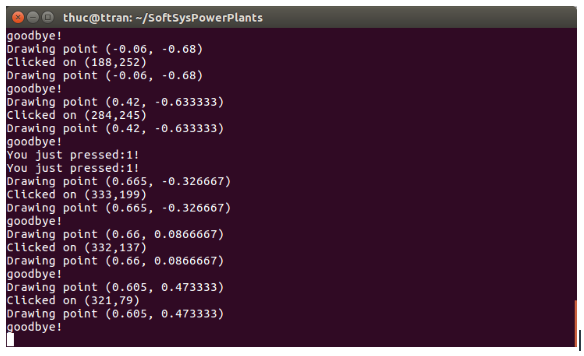 thuc@ttran: ~/SoftSysPowerPlants
goodbye!
Drawing point (-0.06, -0.68)
Clicked on (188,252)
Drawing point (-0.06, -0.68)
goodbye!
Drawing point (0.42, -0.633333)
Clicked on (284,245)
Drawing point (0.42, -0.633333)
goodbye!
You just pressed:1!
You just pressed:1!
Drawing point (0.665, -0.326667)
Clicked on (333,199)
Drawing point (0.665, -0.326667)
goodbye!
Drawing point (0.66, 0.0866667)
Clicked on (332,137)
Drawing point (0.66, 0.0866667)
goodbye!
Drawing point (0.605, 0.473333)
Clicked on (321,79)
Drawing point (0.605, 0.473333)
goodbye!